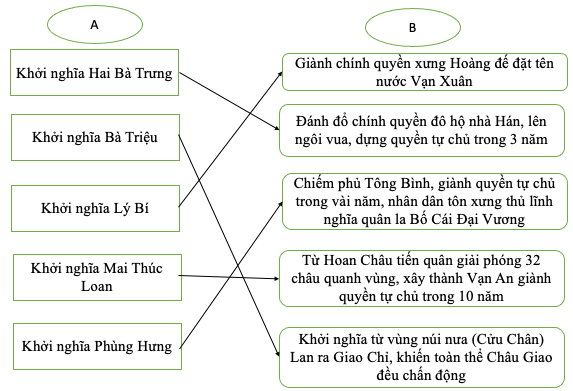 A
B
Khởi nghĩa Hai Bà Trưng
Khởi nghĩa Bà Triệu
Khởi nghĩa Lý Bí
Khởi nghĩa Mai Thúc
Loan
Khởi nghĩa Phùng Hưng
Giành chính quyền xưng Hoàng đế đặt tên
nước Vạn Xuân
Đánh đổ chính quyền đô hộ nhà Hán, lên
ngôi vua, dựng quyền tự chủ trong 3 năm
Chiếm phủ Tông Bình, giành quyền tự chủ
trong vài năm, nhân dân tôn xưng thủ lĩnh
nghĩa quân la Bố Cái Đại Vương
Từ Hoan Châu tiến quân giải phóng 32
châu quanh vùng, xây thành Vạn An giành
quyền tự chủ trong 10 năm
Khởi nghĩa từ vùng núi nưa (Cửu Chân)
Lan ra Giao Chỉ, khiến toàn thể Châu Giao
đều chấn động